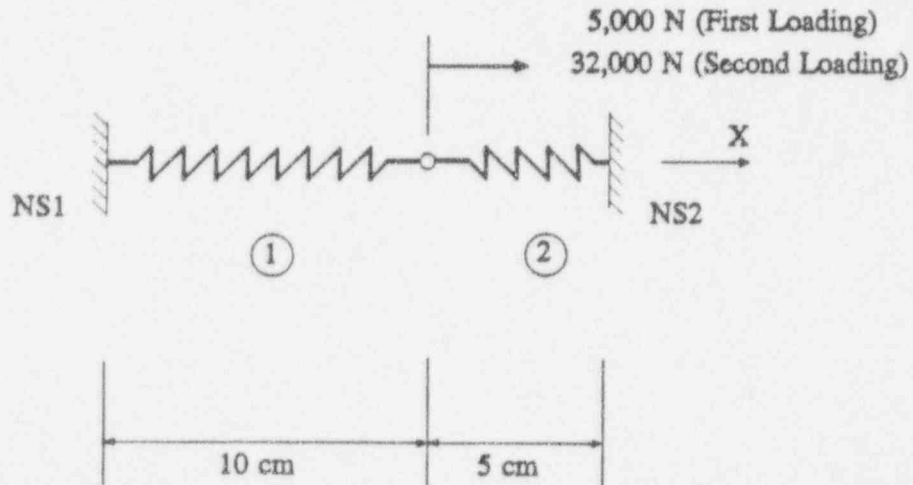 5,000 N (First Loading)
32,000 N (Second Loading)
X
NS1
NS2
1
2
10 cm
5 cm